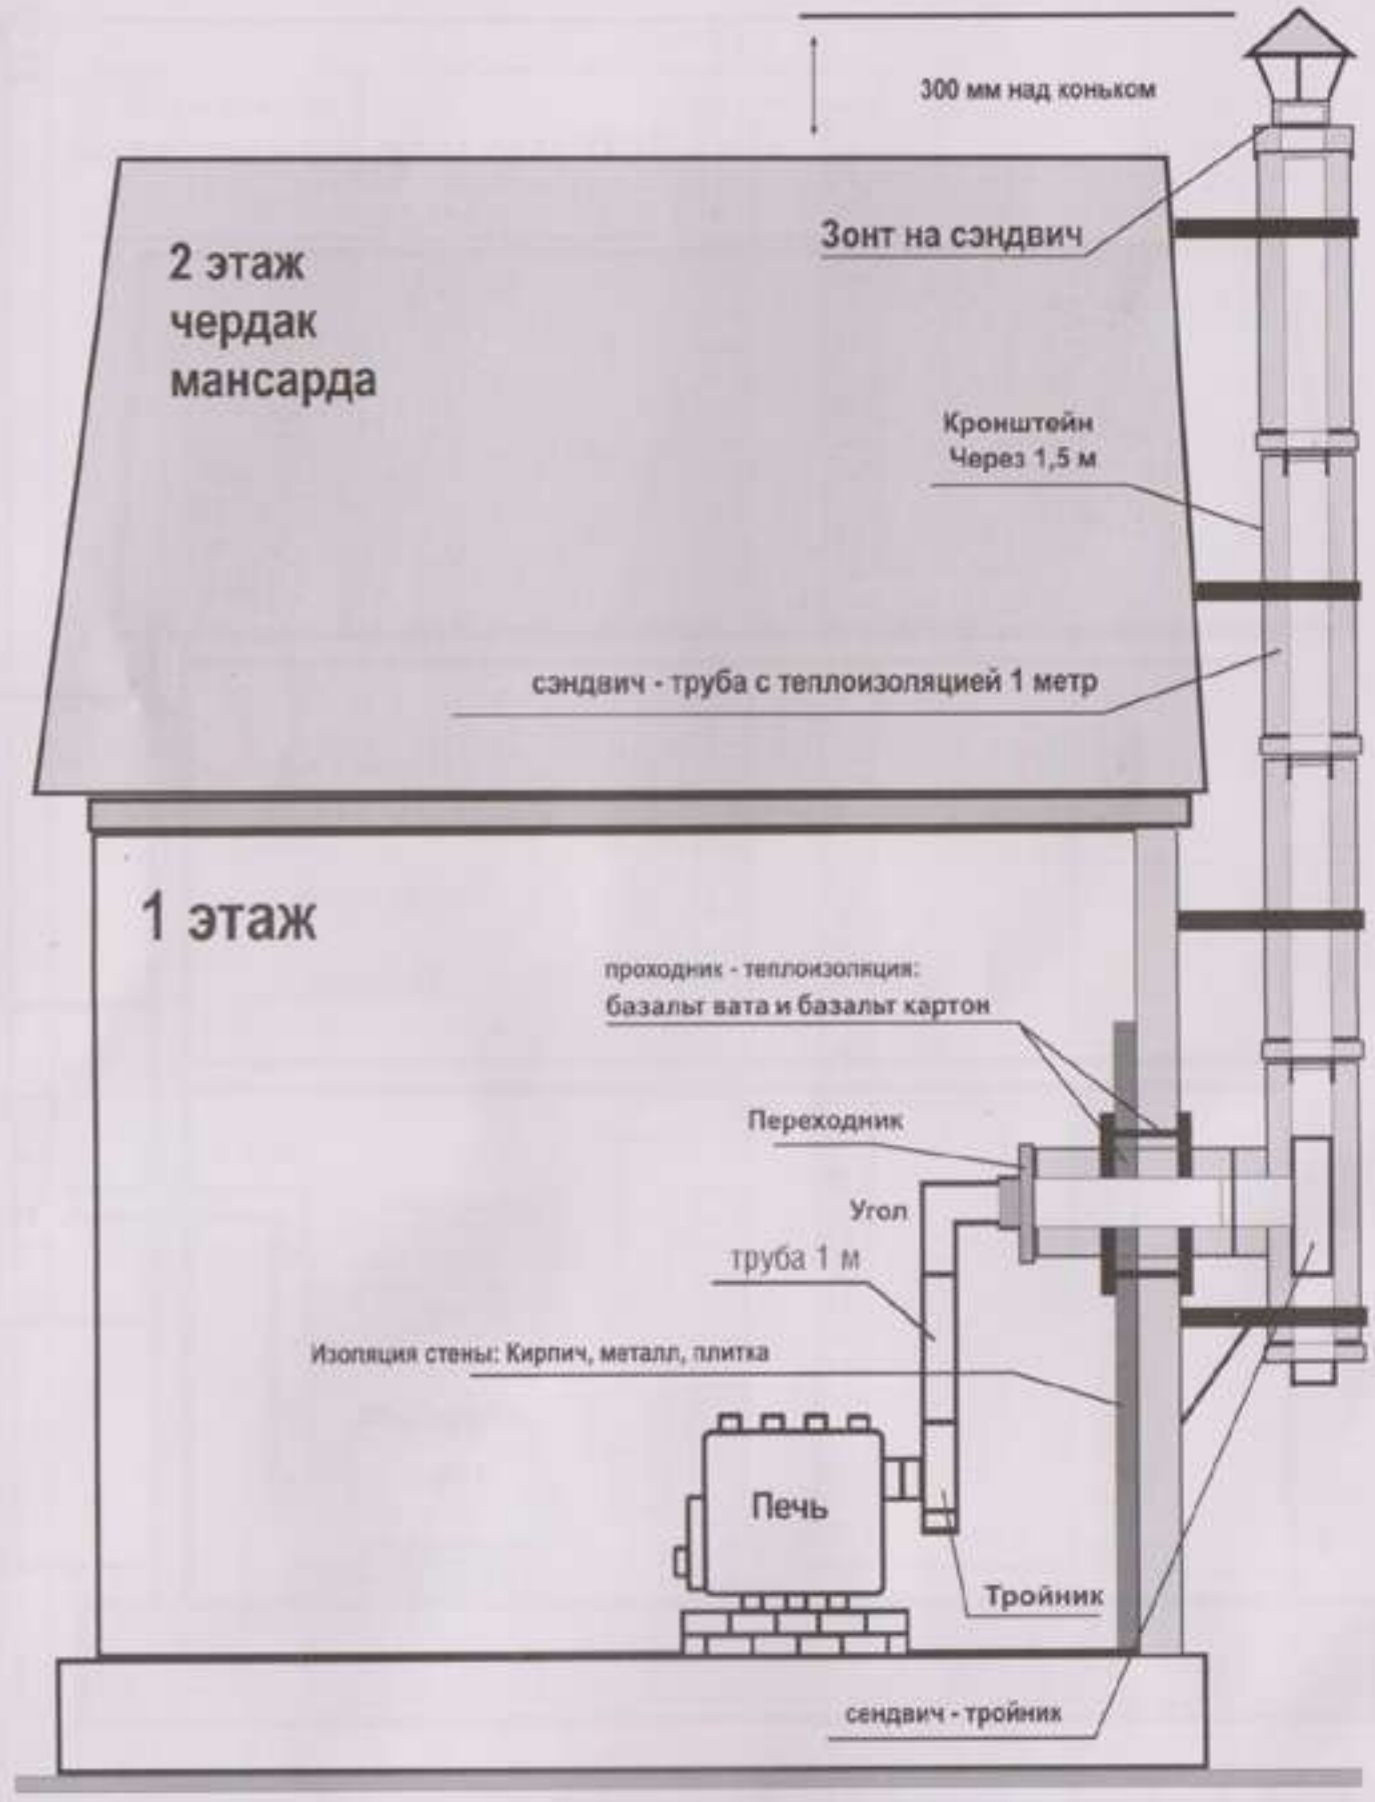 300 мм над коньком
Зонт на сэндвич
2 этаж
чердак
мансарда
Кронштейн
Через 1,5 м
сэндвич - труба с теплоизоляцией 1 метр
1 этаж
проходник - теплоизоляция:
базальт вата и базальт картон
Переходник
Угол
труба 1 м
Изоляция стены: Кирпич, металл, плитка
Печь
Тройник
сендвич - тройник